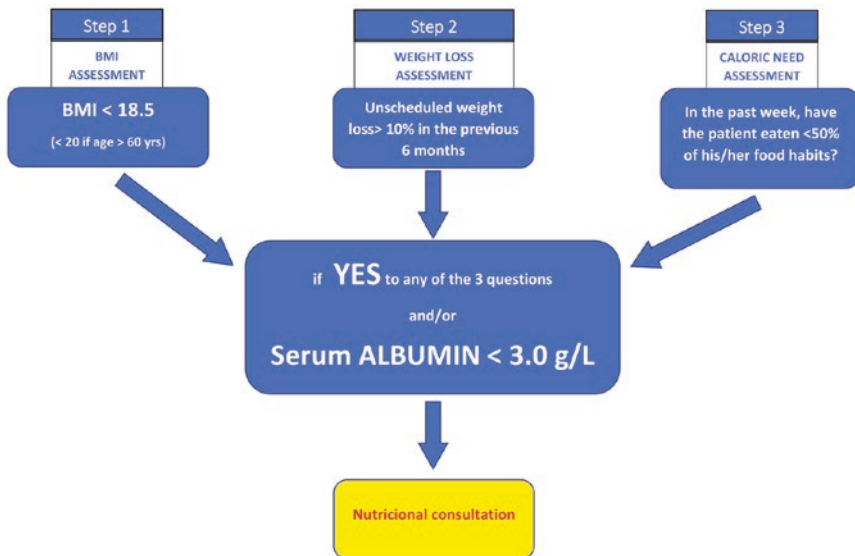 Step 1
BMI
ASSESSMENT
BMI < 18.5
(< 20 if age > 60 yrs)
Step 2
WEIGHT LOSS
ASSESSMENT
Unscheduled weight
loss> 10% in the previous
6 months
Step 3
CALORIC NEED
ASSESSMENT
In the past week, have
the patient eaten <50%
of his/her food habits?
if YES to any of the 3 questions
and/or
Serum ALBUMIN < 3.0 g/L
Nutricional consultation